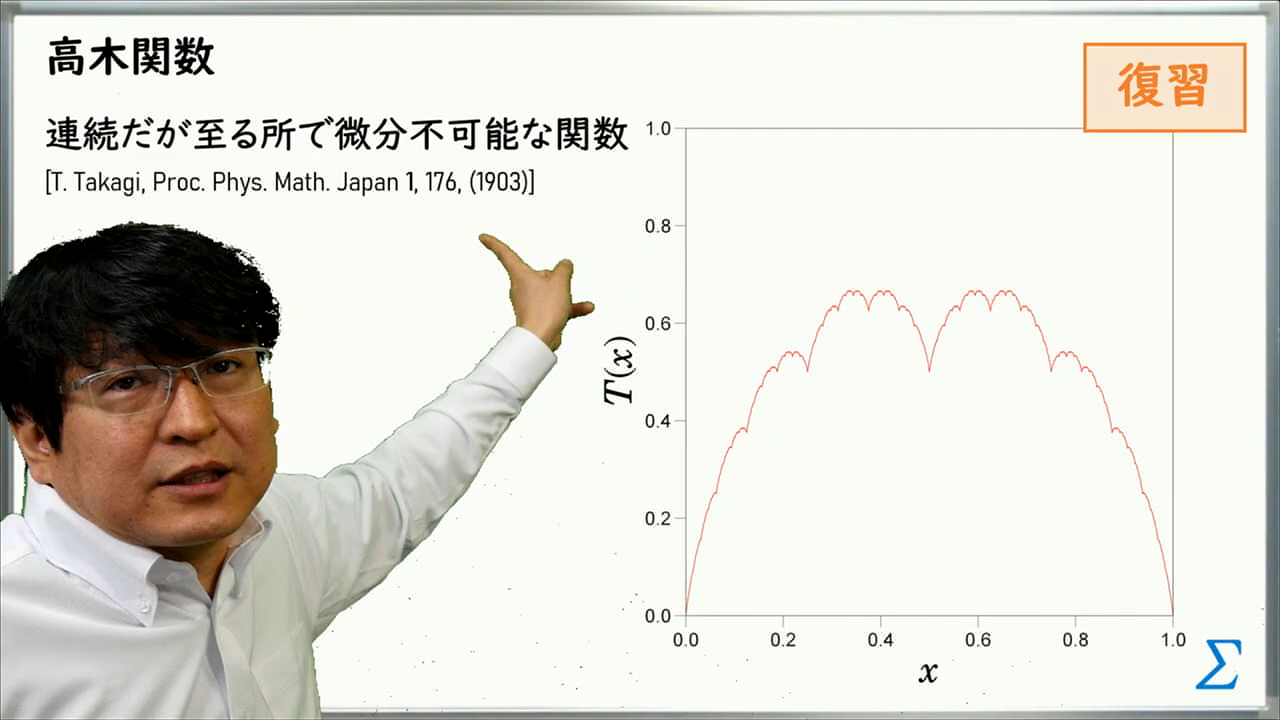 高木関数
復習
連続だが至る所で微分不可能な関数
[T. Takagi, Proc. Phys. Math. Japan 1, 176, (1903)]
1.0
0.8
0.6
0.4
0.2
0.0
T(x)
0.0 0.2 0.4 0.6 0.8 1.0
x
Σ